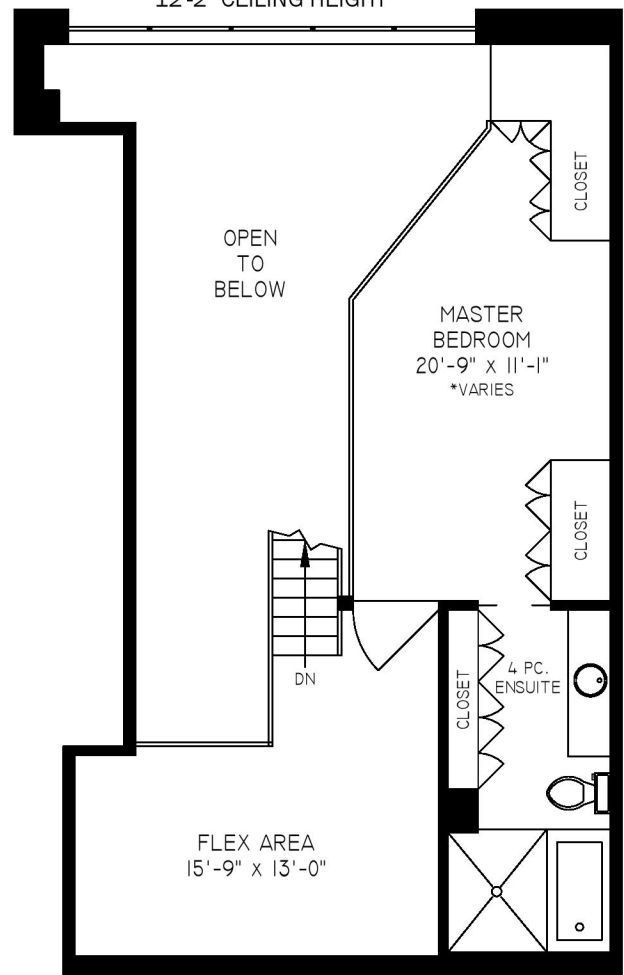 12'-2" CEILING HEIGHT
CLOSET
OPEN
TO
BELOW
MASTER
BEDROOM
20'-9" X 11'-1"
*VARIES
CLOSET
DN
CLOSET
4 PC.
ENSUITE
FLEX AREA
15'-9" X 13'-0"